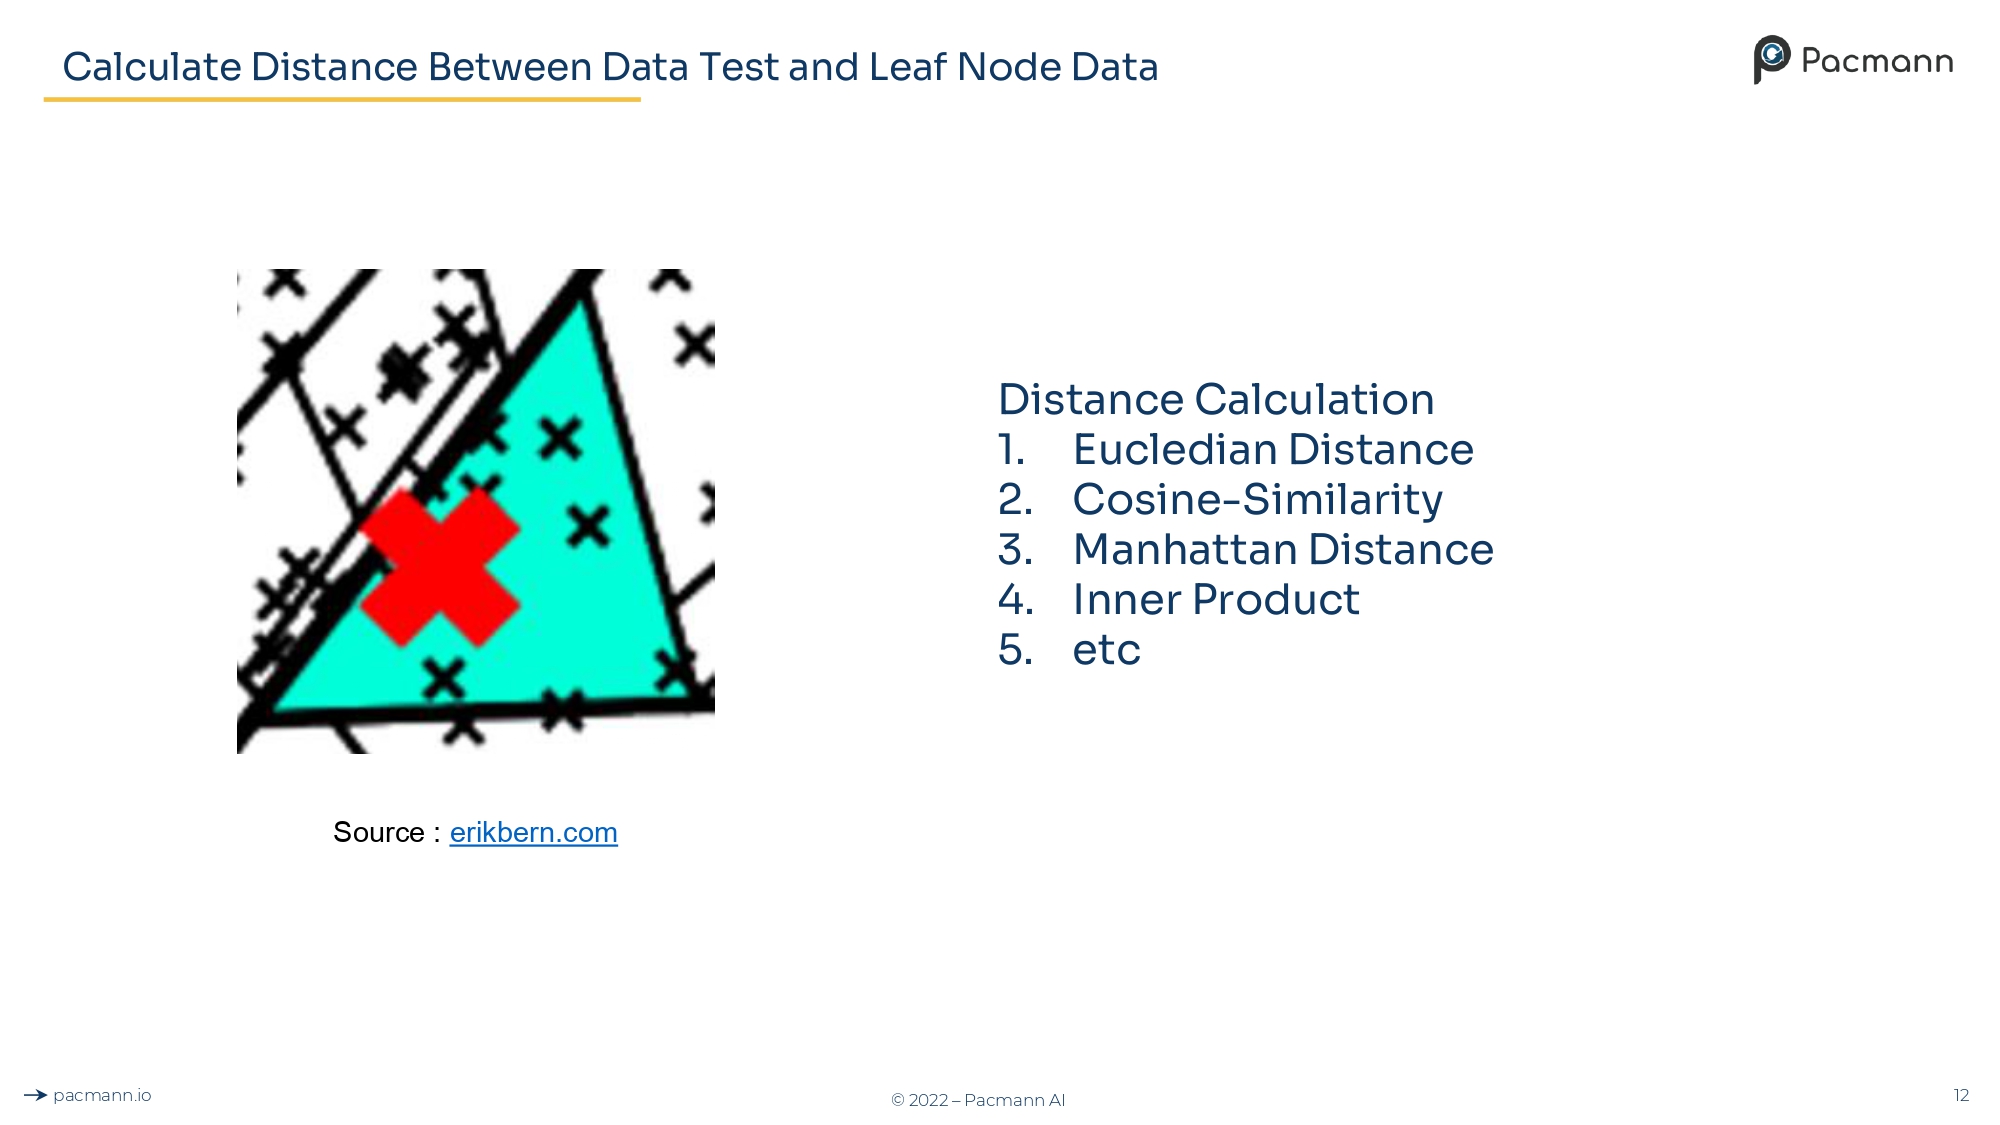 Calculate Distance Between Data Test and Leaf Node Data
Pacmann
Distance Calculation
1. Eucledian Distance
2. Cosine-Similarity
3. Manhattan Distance
4. Inner Product
5. etc
Source : erikbern.com
pacmann.io
© 2022 – Pacmann AI
12